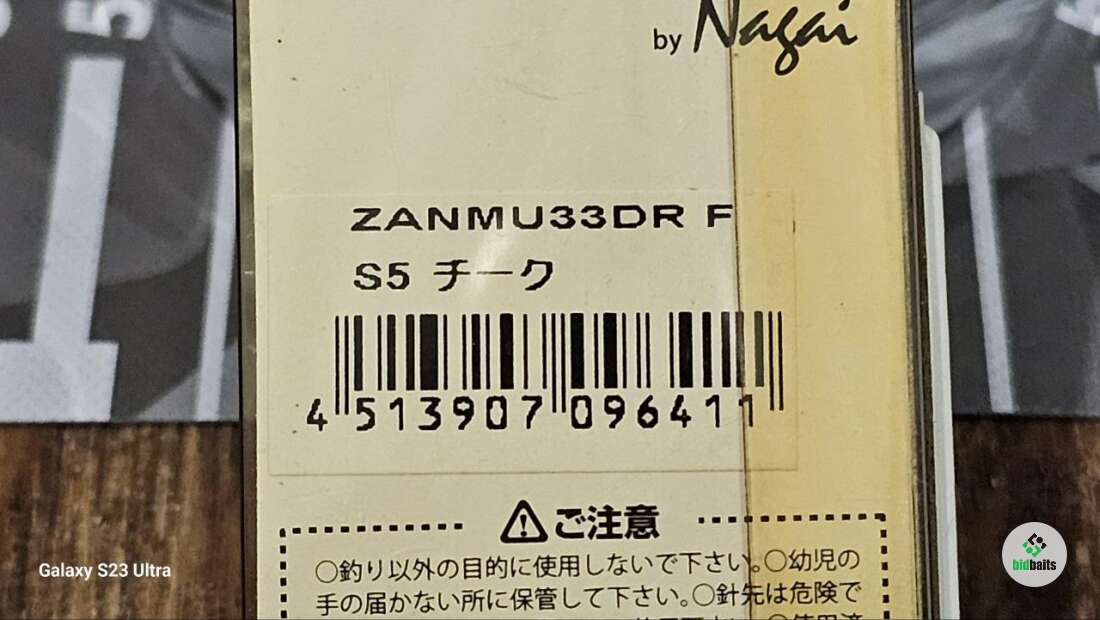 5
by Nagai
ZANMU33DR F
S5 チーク
4 513907 096411
ご注意
○釣り以外の目的に使用しないで下さい。○幼児の
手の届かない所に保管して下さい。○針先は危険で
Galaxy S23 Ultra
bidbaits